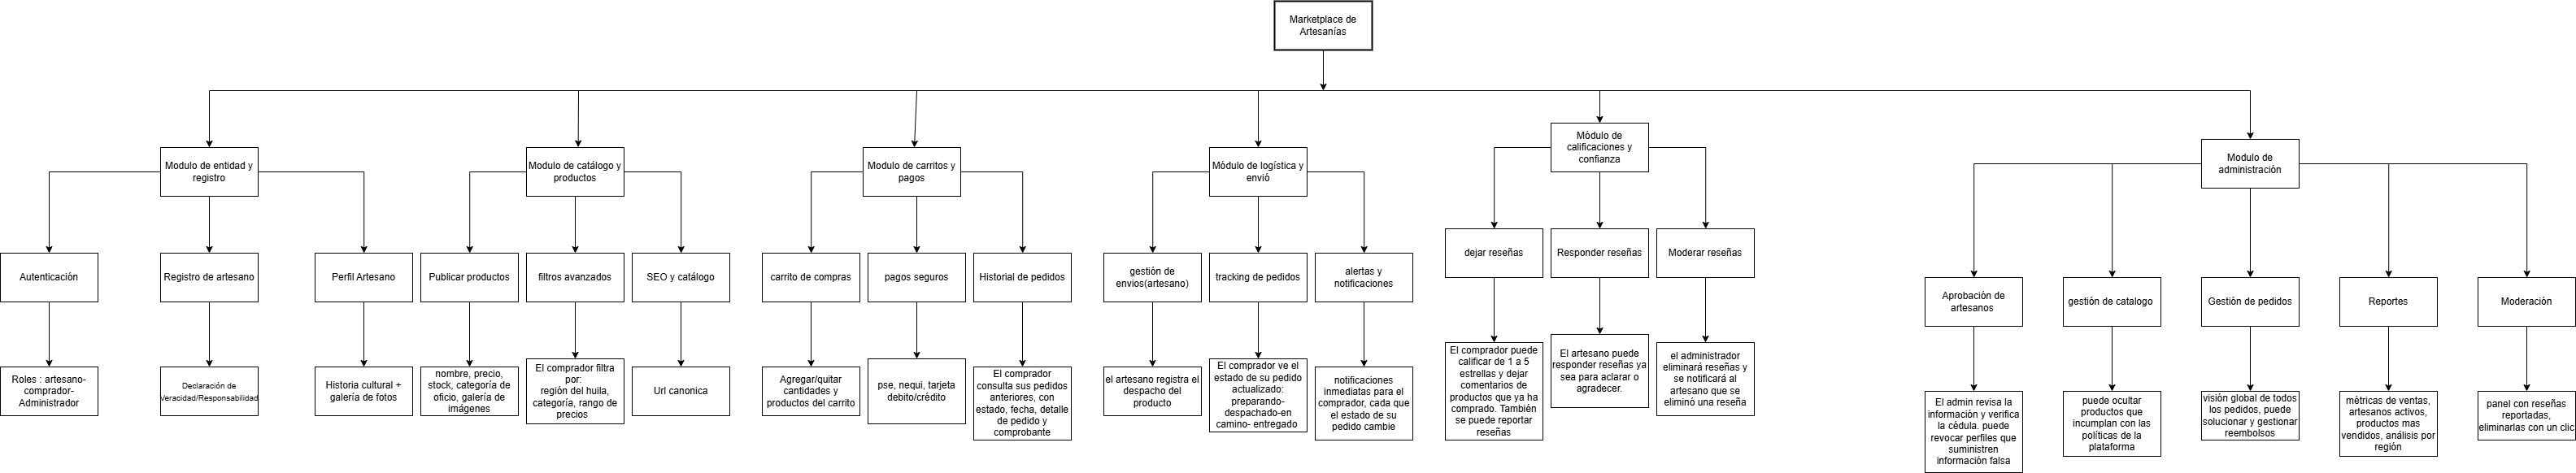 Marketplace de
Artesanías
Modulo de entidad y
registro
Modulo de catálogo y
productos
Modulo de carritos y
pagos
Módulo de logística y
envió
Módulo de
calificaciones y
confianza
Modulo de
administración
Autenticación
Registro de artesano
Perfil Artesano
Publicar productos
filtros avanzados
SEO y catálogo
carrito de compras
pagos seguros
Historial de pedidos
gestión de
envios(artesano)
tracking de pedidos
alertas y
notificaciones
dejar reseñas
Responder reseñas
Moderar reseñas
Aprobación de
artesanos
gestión de catalogo
Gestión de pedidos
Reportes
Moderación
Roles : artesano-
comprador-
Administrador
Declaración de
Veracidad/Responsabilidad
Historia cultural +
galería de fotos
nombre, precio,
stock, categoría de
oficio, galería de
imágenes
El comprador filtra
por:
región del huila,
categoría, rango de
precios
Url canonica
Agregar/quitar
cantidades y
productos del carrito
pse, nequi, tarjeta
debito/crédito
El comprador
consulta sus pedidos
anteriores, con
estado, fecha, detalle
de pedido y
comprobante
el artesano registra el
despacho del
producto
El comprador ve el
estado de su pedido
actualizado:
preparando-
despachado-en
camino- entregado
notificaciones
inmediatas para el
comprador, cada que
el estado de su
pedido cambie
El comprador puede
calificar de 1 a 5
estrellas y dejar
comentarios de
productos que ya ha
comprado. También
se puede reportar
reseñas
El artesano puede
responder reseñas ya
sea para aclarar o
agradecer.
el administrador
eliminará reseñas y
se notificará al
artesano que se
eliminó una reseña
El admin revisa la
información y verifica
la cédula. puede
revocar perfiles que
suministren
información falsa
puede ocultar
productos que
incumplan con las
políticas de la
plataforma
visión global de todos
los pedidos, puede
solucionar y gestionar
reembolsos
métricas de ventas,
artesanos activos,
productos mas
vendidos, análisis por
región
panel con reseñas
reportadas,
eliminarlas con un clic